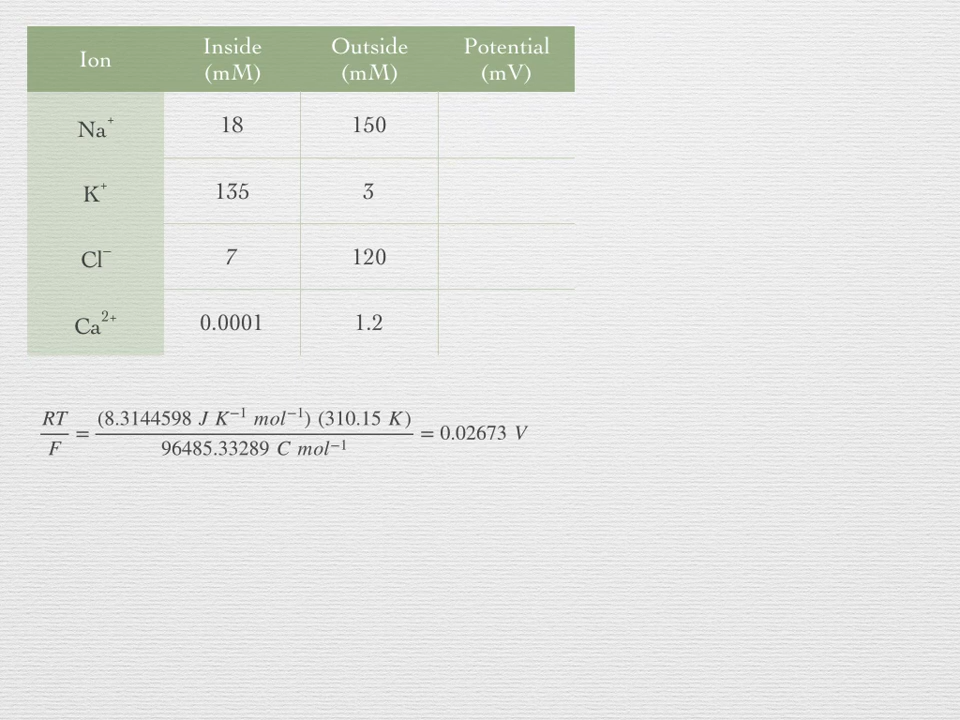 Ion Inside (mM) Outside (mM) Potential (mV)
Na⁺ 18 150
K⁺ 135 3
Cl⁻ 7 120
Ca²⁺ 0.0001 1.2
RT/F = (8.3144598 J K⁻¹ mol⁻¹) (310.15 K) / 96485.33289 C mol⁻¹ = 0.02673 V